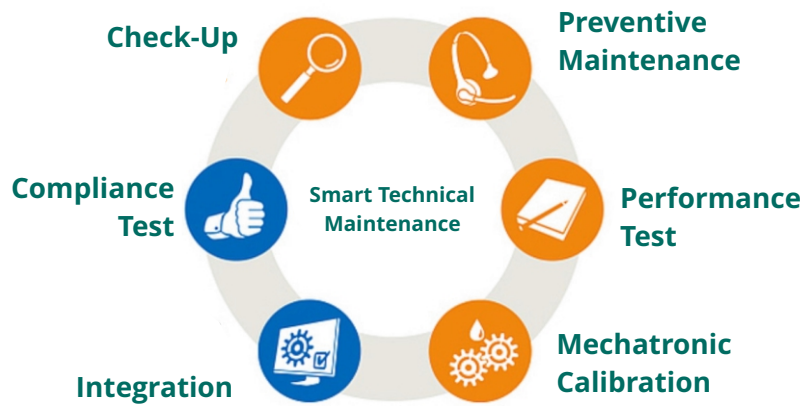 Check-Up
Preventive
Maintenance
Compliance
Test
Smart Technical
Maintenance
Performance
Test
Integration
Mechatronic
Calibration